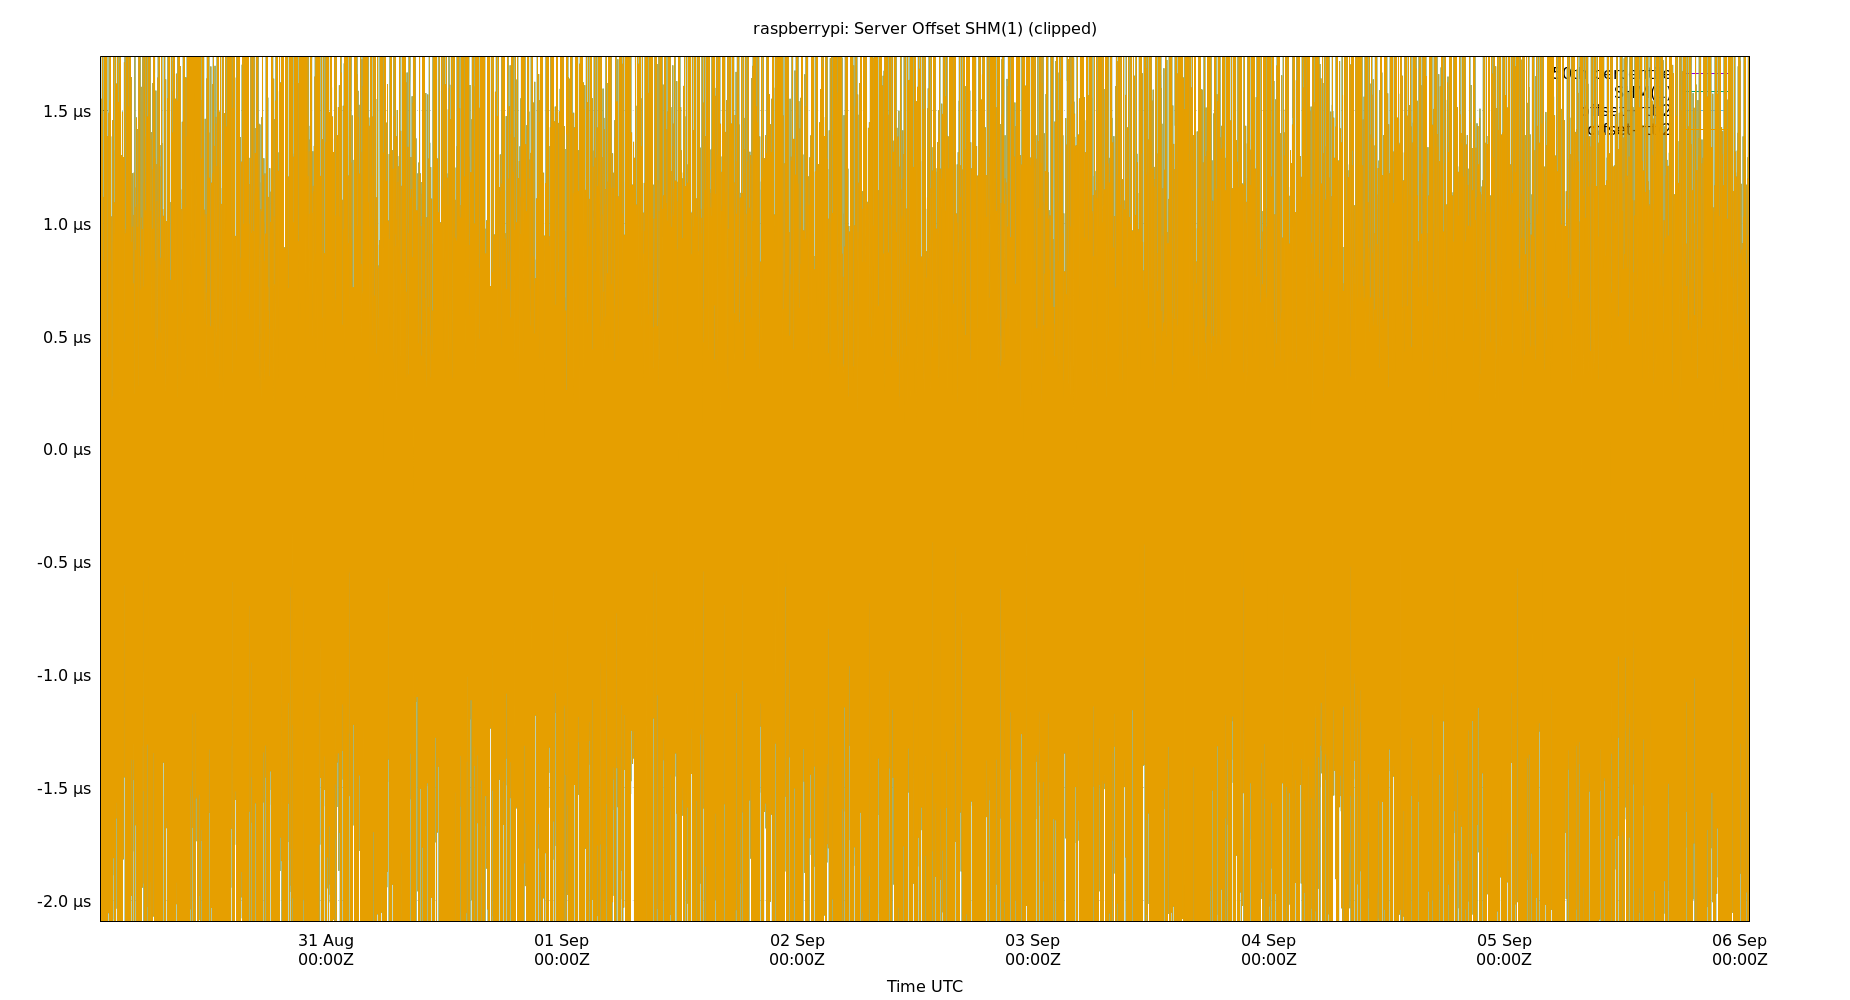 raspberrypi: Server Offset SHM(1) (clipped)
1.5 µs
1.0 µs
0.5 µs
0.0 µs
-0.5 µs
-1.0 µs
-1.5 µs
-2.0 µs
31 Aug 01 Sep 02 Sep 03 Sep 04 Sep 05 Sep 06 Sep
00:00Z 00:00Z 00:00Z 00:00Z 00:00Z 00:00Z 00:00Z
Time UTC